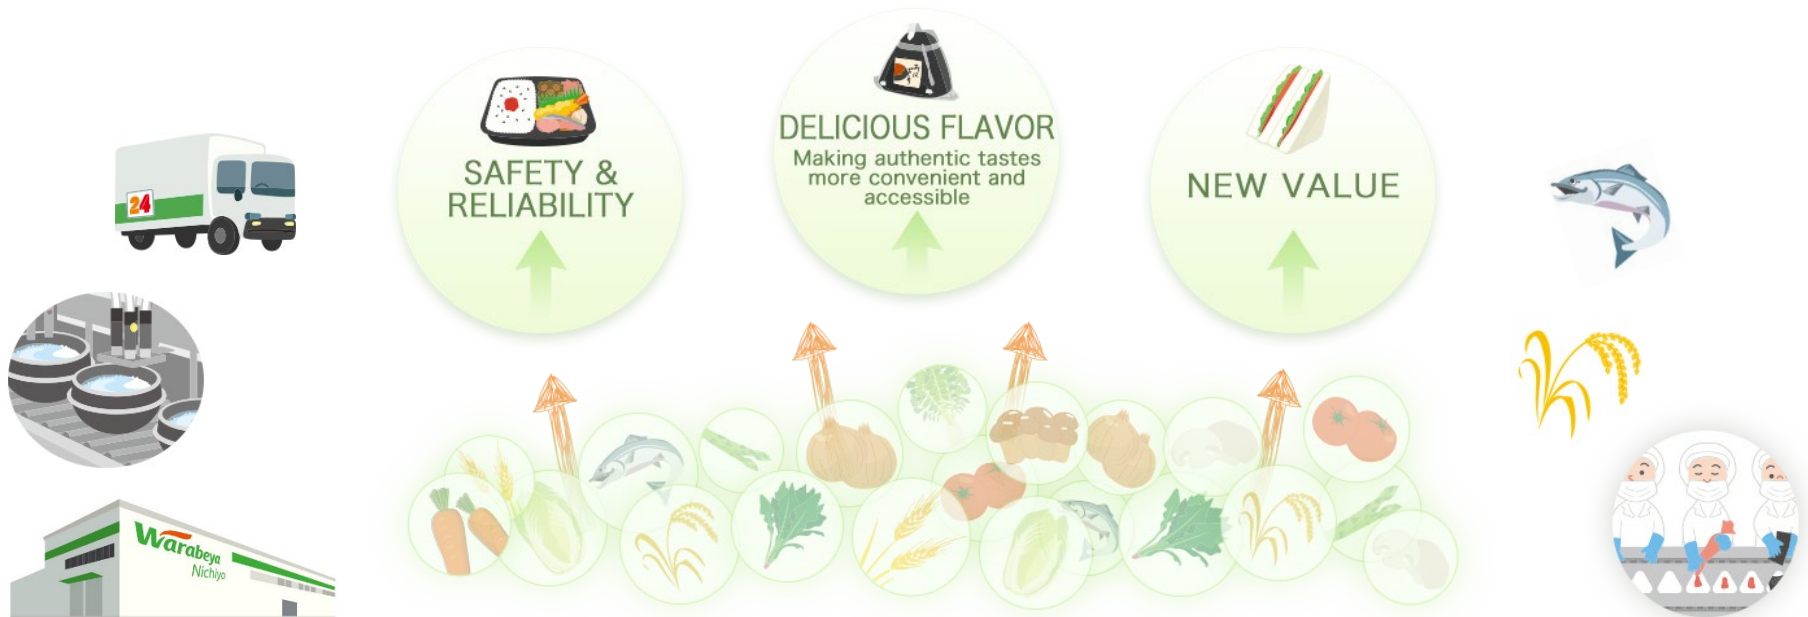 SAFETY &
RELIABILITY
DELICIOUS FLAVOR
Making authentic tastes
more convenient and
accessible
NEW VALUE
24
Warabeya
Nichiyo